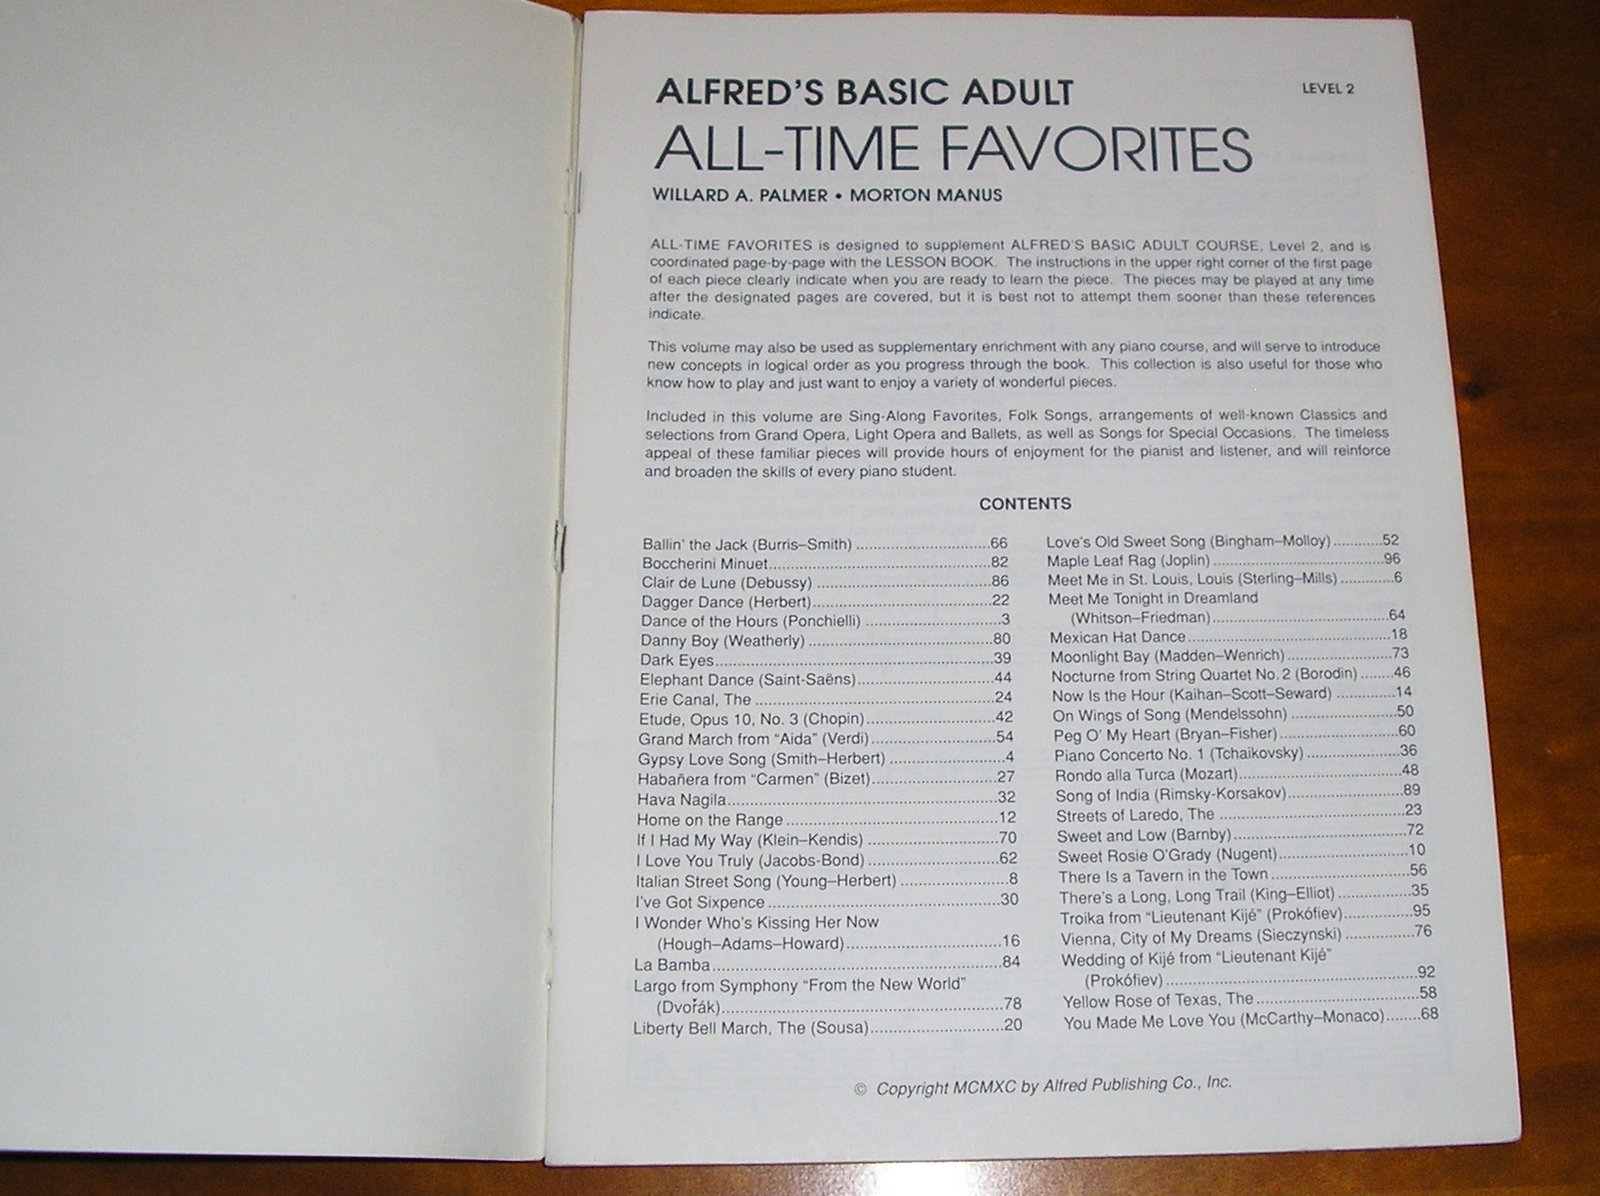 ALFRED'S BASIC ADULT
LEVEL 2
ALL-TIME FAVORITES
WILLARD A. PALMER • MORTON MANUS
ALL-TIME FAVORITES is designed to supplement ALFRED'S BASIC ADULT COURSE, Level 2, and is
coordinated page-by-page with the LESSON BOOK. The instructions in the upper right corner of the first page
of each piece clearly indicate when you are ready to learn the piece. The pieces may be played at any time
after the designated pages are covered, but it is best not to attempt them sooner than these references
indicate.
This volume may also be used as supplementary enrichment with any piano course, and will serve to introduce
new concepts in logical order as you progress through the book. This collection is also useful for those who
know how to play and just want to enjoy a variety of wonderful pieces.
Included in this volume are Sing-Along Favorites, Folk Songs, arrangements of well-known Classics and
selections from Grand Opera, Light Opera and Ballets, as well as Songs for Special Occasions. The timeless
appeal of these familiar pieces will provide hours of enjoyment for the pianist and listener, and will reinforce
and broaden the skills of every piano student.
CONTENTS
Ballin' the Jack (Burris–Smith) ..............................66
Boccherini Minuet..................................................82
Clair de Lune (Debussy) .......................................86
Dagger Dance (Herbert)........................................22
Dance of the Hours (Ponchielli) ..............................3
Danny Boy (Weatherly) .........................................80
Dark Eyes..............................................................39
Elephant Dance (Saint-Saëns)..............................44
Erie Canal, The .....................................................24
Etude, Opus 10, No. 3 (Chopin).............................42
Grand March from “Aida” (Verdi)............................54
Gypsy Love Song (Smith–Herbert) ..........................4
Habañera from “Carmen” (Bizet)............................27
Hava Nagila...........................................................32
Home on the Range ..............................................12
If I Had My Way (Klein–Kendis) .............................70
I Love You Truly (Jacobs-Bond) .............................62
Italian Street Song (Young–Herbert) ........................8
I've Got Sixpence ..................................................30
I Wonder Who's Kissing Her Now
(Hough–Adams–Howard)...................................16
La Bamba..............................................................84
Largo from Symphony “From the New World”
(Dvořák)..............................................................78
Liberty Bell March, The (Sousa).............................20
Love's Old Sweet Song (Bingham–Molloy)...........52
Maple Leaf Rag (Joplin) ......................................96
Meet Me in St. Louis, Louis (Sterling–Mills) ............6
Meet Me Tonight in Dreamland
(Whitson–Friedman).......................................64
Mexican Hat Dance.............................................18
Moonlight Bay (Madden–Wenrich).......................73
Nocturne from String Quartet No. 2 (Borodin) .......46
Now Is the Hour (Kaihan–Scott–Seward) .............14
On Wings of Song (Mendelssohn) .......................50
Peg O' My Heart (Bryan–Fisher)..........................60
Piano Concerto No. 1 (Tchaikovsky) ....................36
Rondo alla Turca (Mozart)...................................48
Song of India (Rimsky-Korsakov).........................89
Streets of Laredo, The ........................................23
Sweet and Low (Barnby)......................................72
Sweet Rosie O'Grady (Nugent)............................10
There Is a Tavern in the Town ..............................56
There's a Long, Long Trail (King–Elliot)................35
Troika from “Lieutenant Kijé” (Prokófiev)...............95
Vienna, City of My Dreams (Sieczynski) ...............76
Wedding of Kijé from “Lieutenant Kijé”
(Prokófiev) ........................................................92
Yellow Rose of Texas, The ...................................58
You Made Me Love You (McCarthy–Monaco)........68
© Copyright MCMXC by Alfred Publishing Co., Inc.